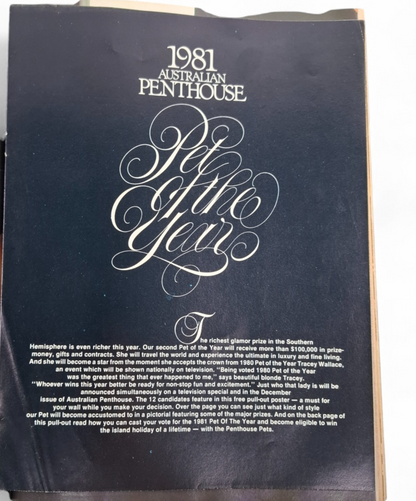 1981
AUSTRALIAN
PENTHOUSE
Pet
of the
Year
The richest glamor prize in the Southern
Hemisphere is even richer this year. Our second Pet of the Year will receive more than $100,000 in prize-
money, gifts and contracts. She will travel the world and experience the ultimate in luxury and fine living.
And she will become a star from the moment she accepts the crown from 1980 Pet of the Year Tracey Wallace,
an event which will be shown nationally on television. "Being voted 1980 Pet of the Year
was the greatest thing that ever happened to me," says beautiful blonde Tracey.
"Whoever wins this year better be ready for non-stop fun and excitement." Just who that lady is will be
announced simultaneously on a television special and in the December
issue of Australian Penthouse. The 12 candidates feature in this free pull-out poster — a must for
your wall while you make your decision. Over the page you can see just what kind of style
our Pet will become accustomed to in a pictorial featuring some of the major prizes. And on the back page of
this pull-out read how you can cast your vote for the 1981 Pet Of The Year and become eligible to win
the island holiday of a lifetime — with the Penthouse Pets.